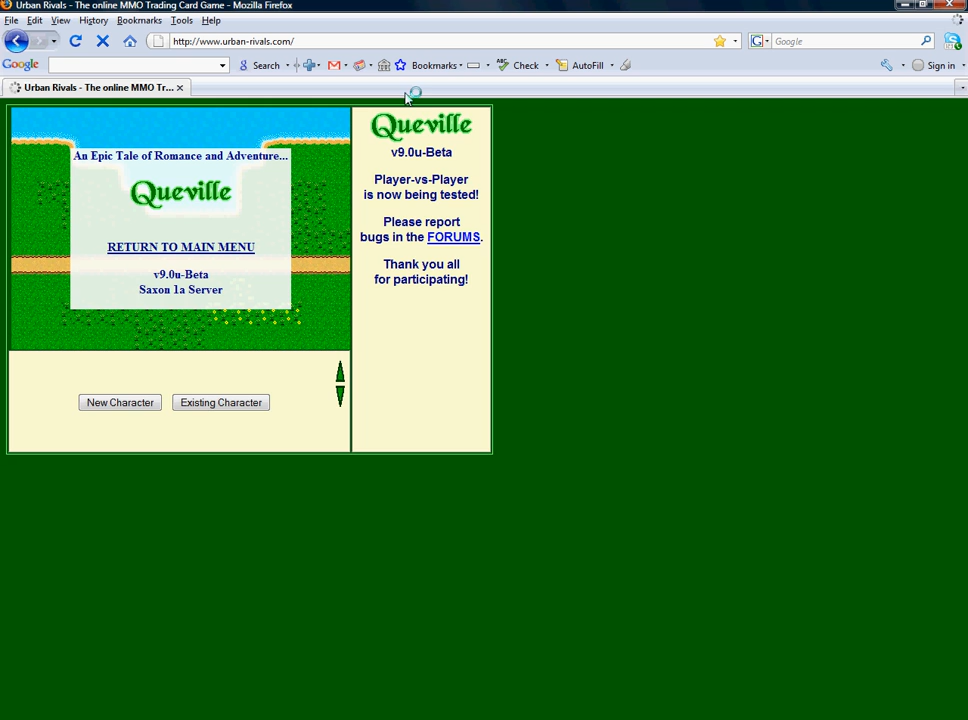 Urban Rivals - The online MMO Trading Card Game - Mozilla Firefox
File Edit View History Bookmarks Tools Help
http://www.urban-rivals.com/
Google
Google Search Bookmarks Check AutoFill Sign in
Urban Rivals - The online MMO Tr...
An Epic Tale of Romance and Adventure...
Queville
RETURN TO MAIN MENU
v9.0u-Beta
Saxon 1a Server
New Character Existing Character
Queville
v9.0u-Beta
Player-vs-Player
is now being tested!
Please report
bugs in the FORUMS.
Thank you all
for participating!